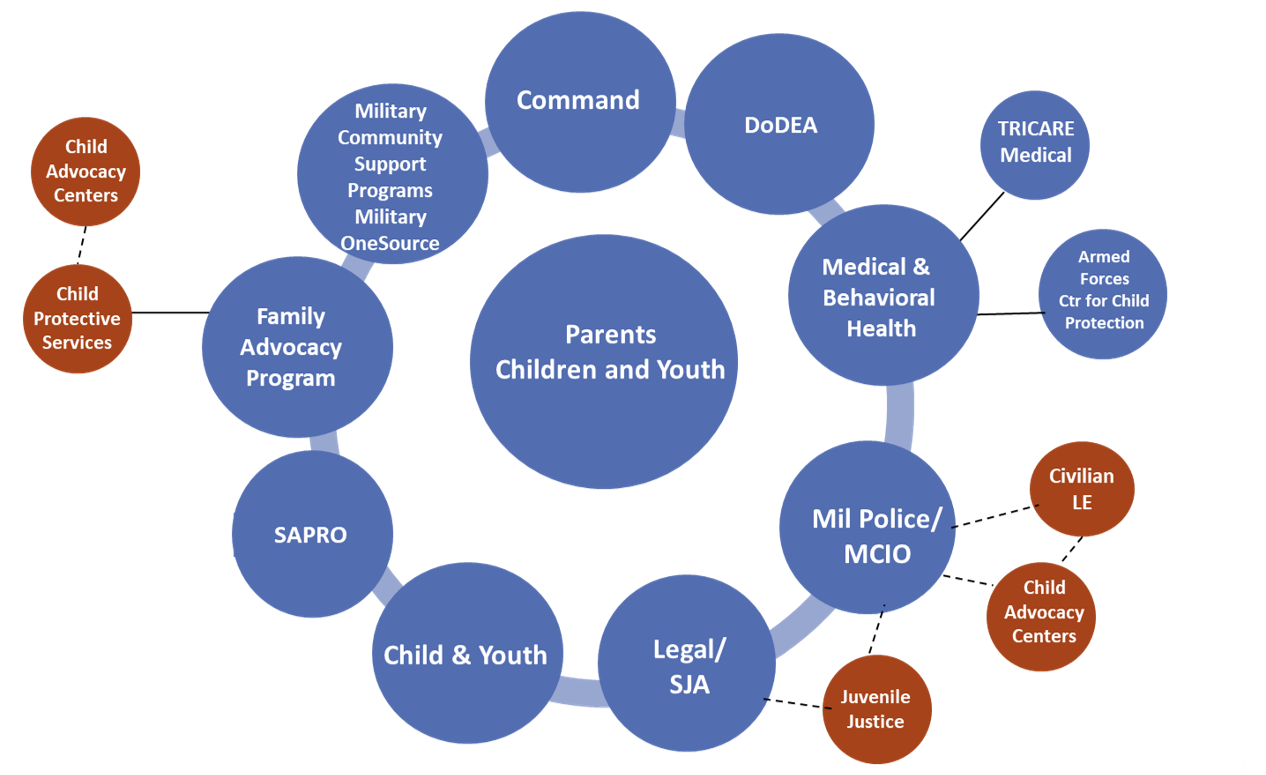 Command
DoDEA
Military
Community
Support
Programs
Military
OneSource
TRICARE
Medical
Child
Advocacy
Centers
Medical &
Behavioral
Health
Armed
Forces
Ctr for Child
Protection
Child
Protective
Services
Family
Advocacy
Program
Parents
Children and Youth
Civilian
LE
Mil Police/
MCIO
SAPRO
Child
Advocacy
Centers
Child & Youth
Legal/
SJA
Juvenile
Justice